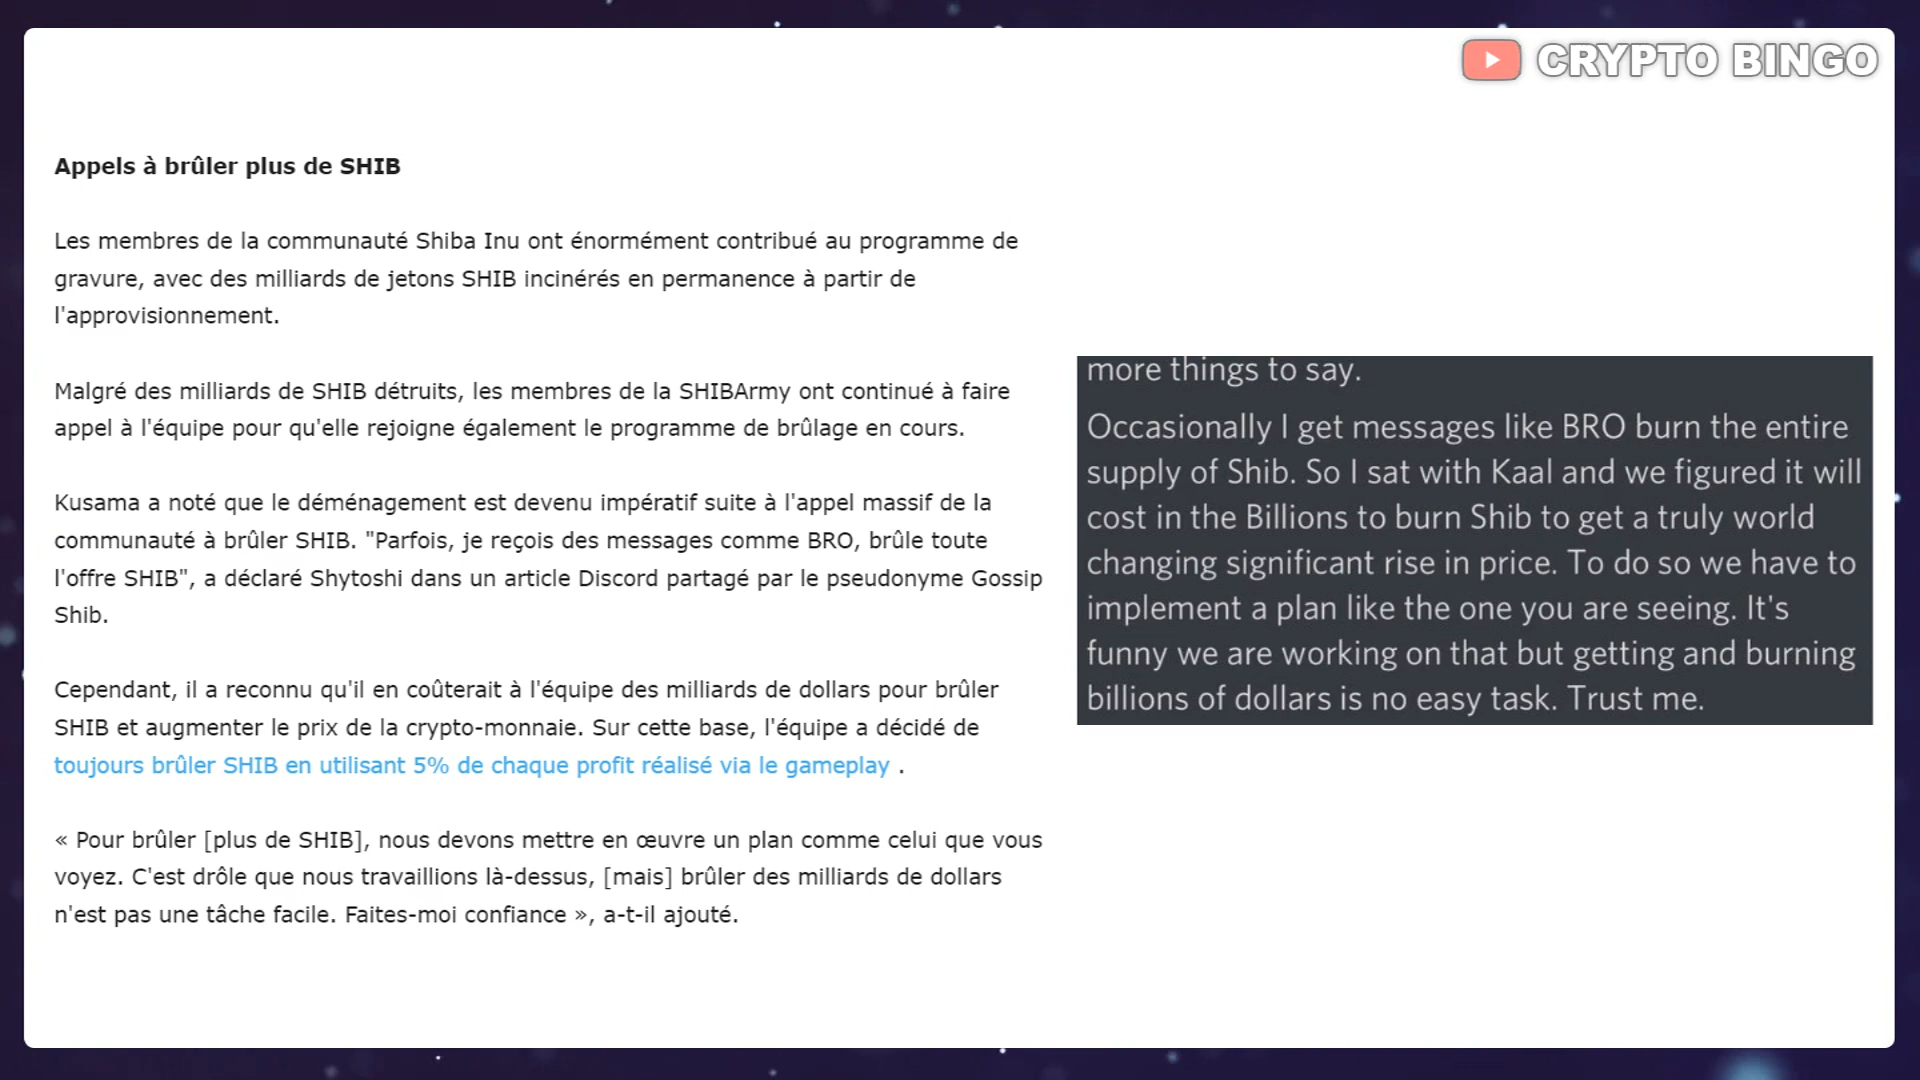 CRYPTO BINGO
Appels à brûler plus de SHIB
Les membres de la communauté Shiba Inu ont énormément contribué au programme de
gravure, avec des milliards de jetons SHIB incinérés en permanence à partir de
l'approvisionnement.
Malgré des milliards de SHIB détruits, les membres de la SHIBArmy ont continué à faire
appel à l'équipe pour qu'elle rejoigne également le programme de brûlage en cours.
Kusama a noté que le déménagement est devenu impératif suite à l'appel massif de la
communauté à brûler SHIB. "Parfois, je reçois des messages comme BRO, brûle toute
l'offre SHIB", a déclaré Shytoshi dans un article Discord partagé par le pseudonyme Gossip
Shib.
Cependant, il a reconnu qu'il en coûterait à l'équipe des milliards de dollars pour brûler
SHIB et augmenter le prix de la crypto-monnaie. Sur cette base, l'équipe a décidé de
toujours brûler SHIB en utilisant 5% de chaque profit réalisé via le gameplay .
« Pour brûler [plus de SHIB], nous devons mettre en œuvre un plan comme celui que vous
voyez. C'est drôle que nous travaillions là-dessus, [mais] brûler des milliards de dollars
n'est pas une tâche facile. Faites-moi confiance », a-t-il ajouté.
more things to say.
Occasionally I get messages like BRO burn the entire
supply of Shib. So I sat with Kaal and we figured it will
cost in the Billions to burn Shib to get a truly world
changing significant rise in price. To do so we have to
implement a plan like the one you are seeing. It's
funny we are working on that but getting and burning
billions of dollars is no easy task. Trust me.